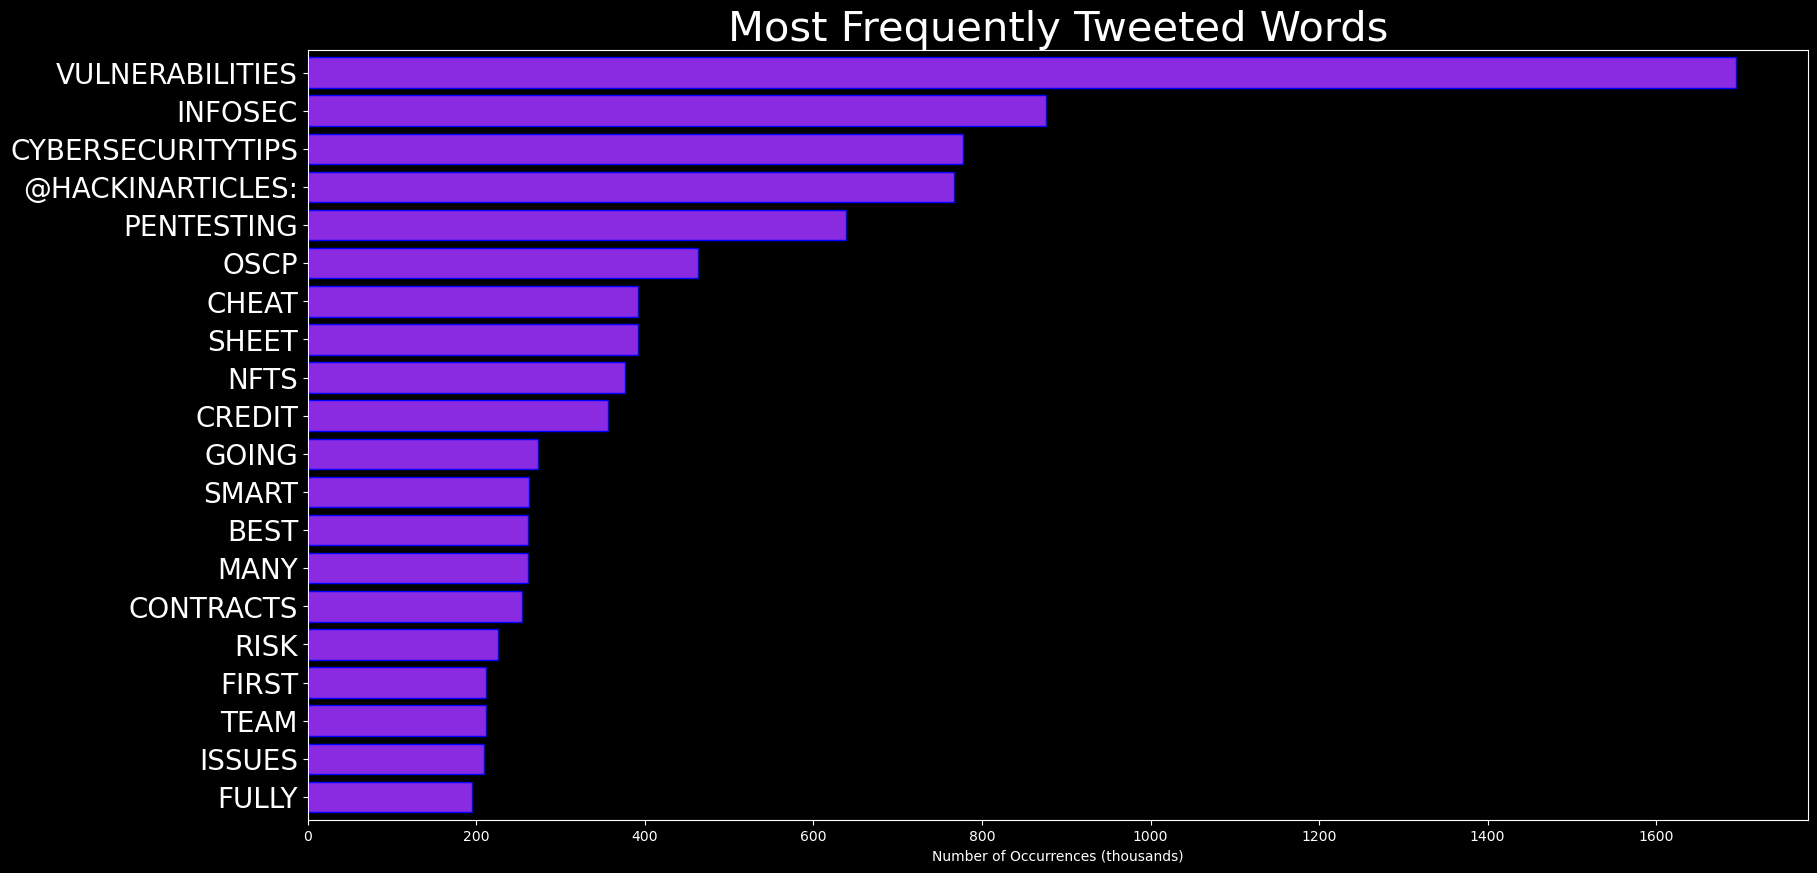 Most Frequently Tweeted Words
VULNERABILITIES
INFOSEC
CYBERSECURITYTIPS
@HACKINARTICLES:
PENTESTING
OSCP
CHEAT
SHEET
NFTS
CREDIT
GOING
SMART
BEST
MANY
CONTRACTS
RISK
FIRST
TEAM
ISSUES
FULLY
0 200 400 600 800 1000 1200 1400 1600
Number of Occurrences (thousands)